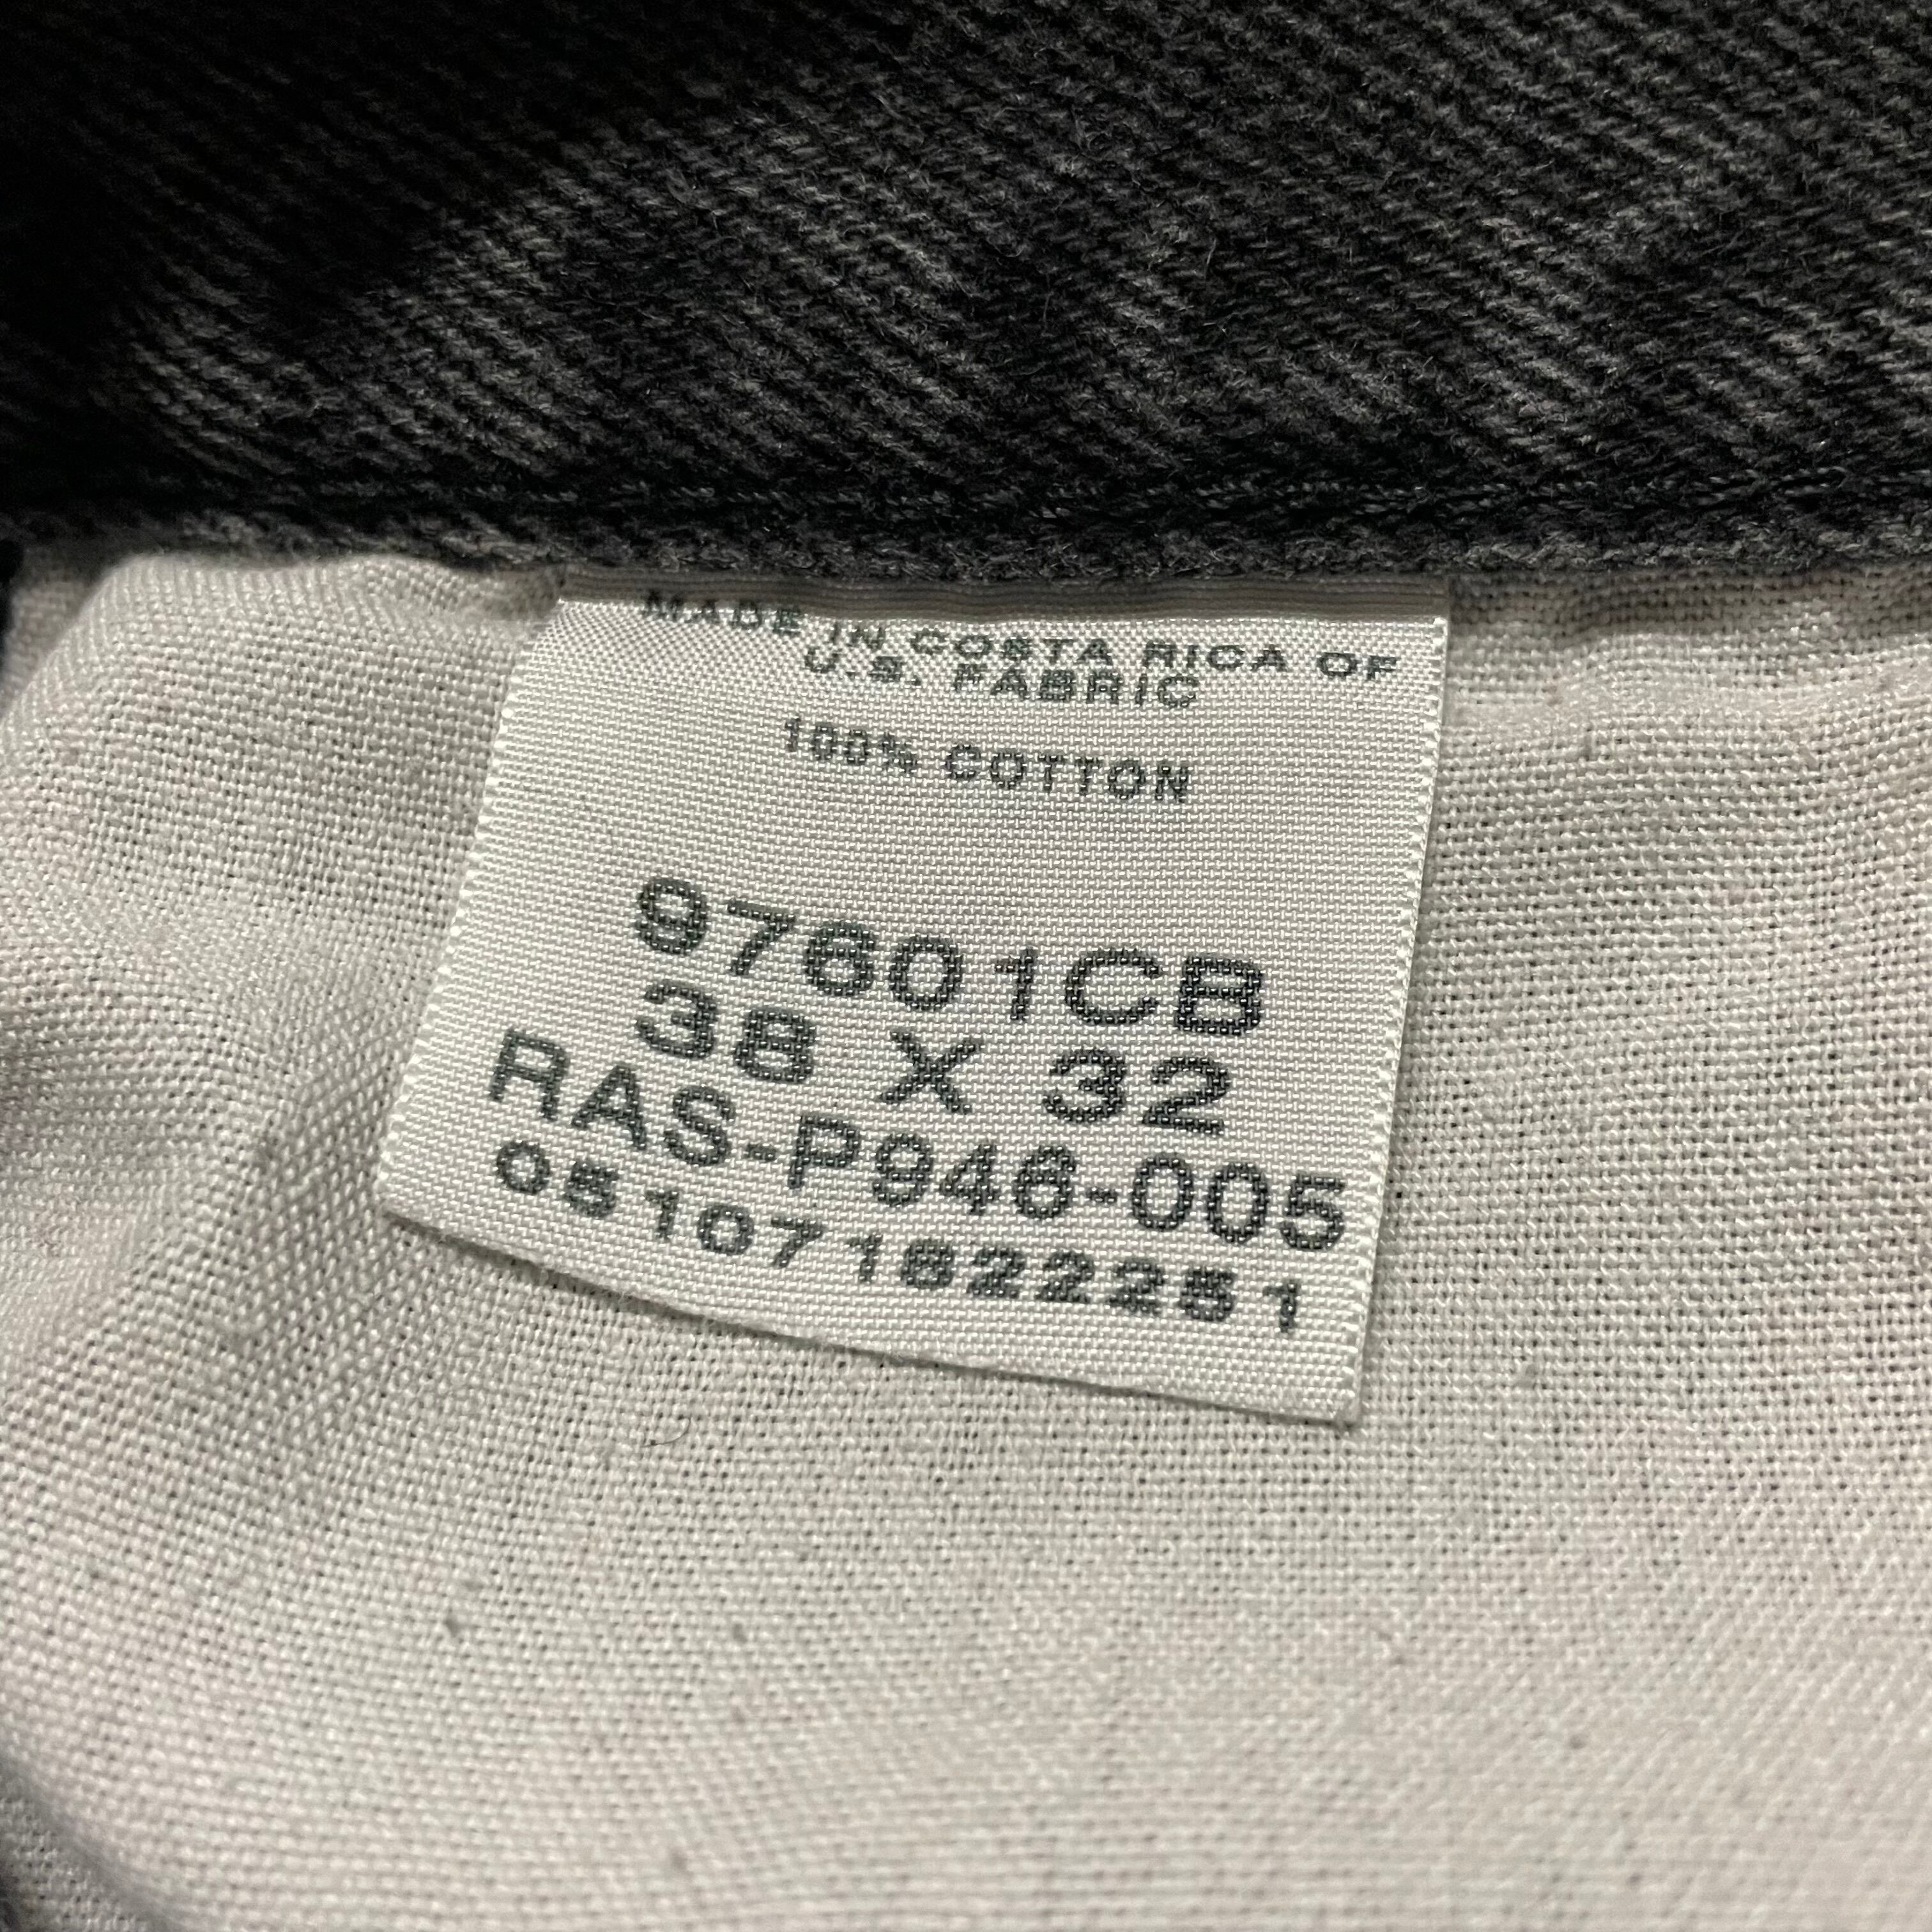 MADE IN COSTA RICA OF
U.S. FABRIC
100% COTTON
97601CB
38 X 32
RAS-P946-005
051071822251